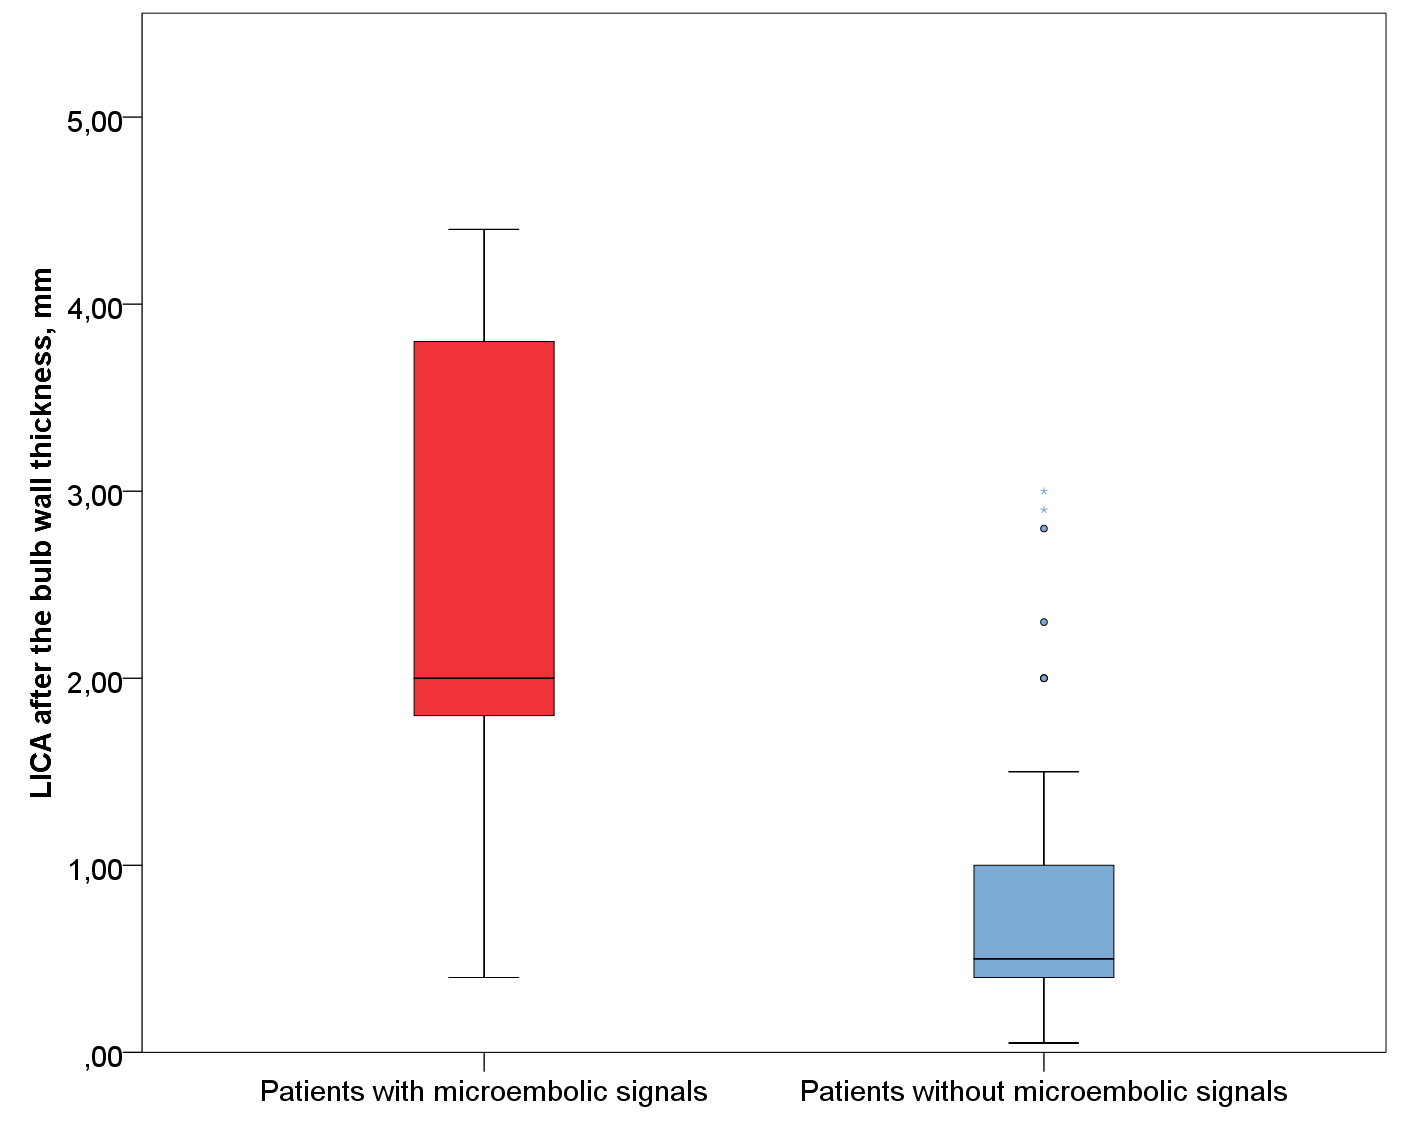 LICA after the bulb wall thickness, mm
5,00
4,00
3,00
2,00
1,00
,00
Patients with microembolic signals
Patients without microembolic signals